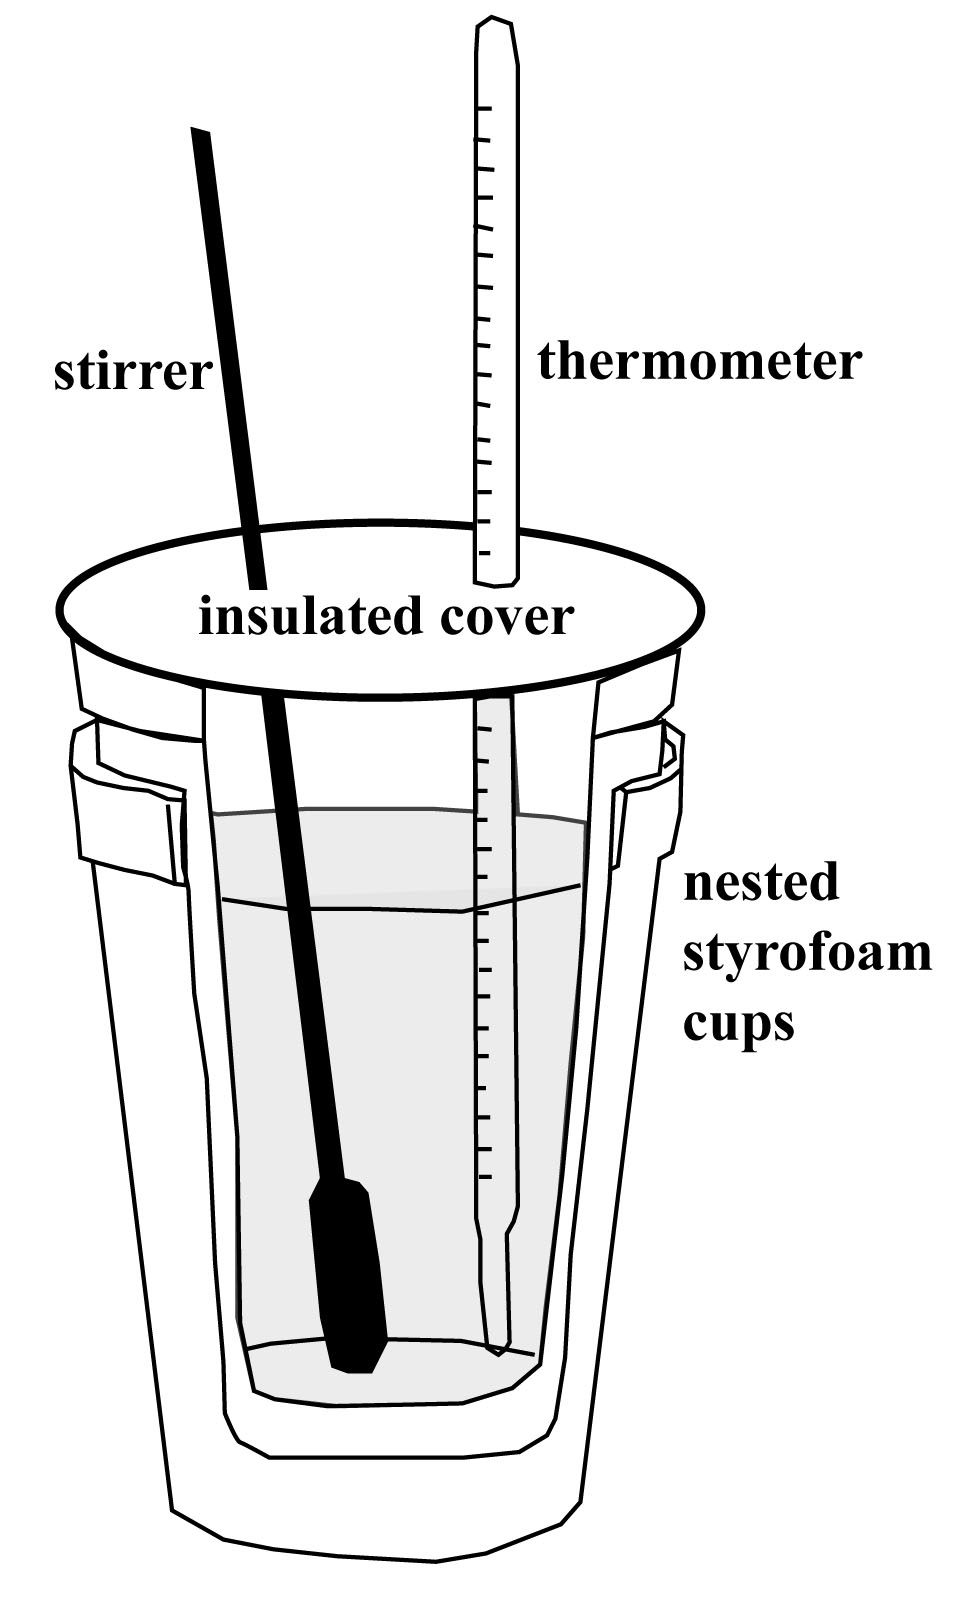 stirrer
thermometer
insulated cover
nested
styrofoam
cups